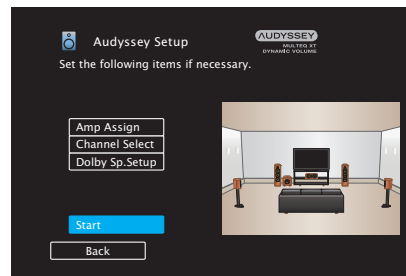 Audyssey Setup
AUDYSSEY
MULTEQ XT
DYNAMIC VOLUME
Set the following items if necessary.
Amp Assign
Channel Select
Dolby Sp.Setup
Start
Back